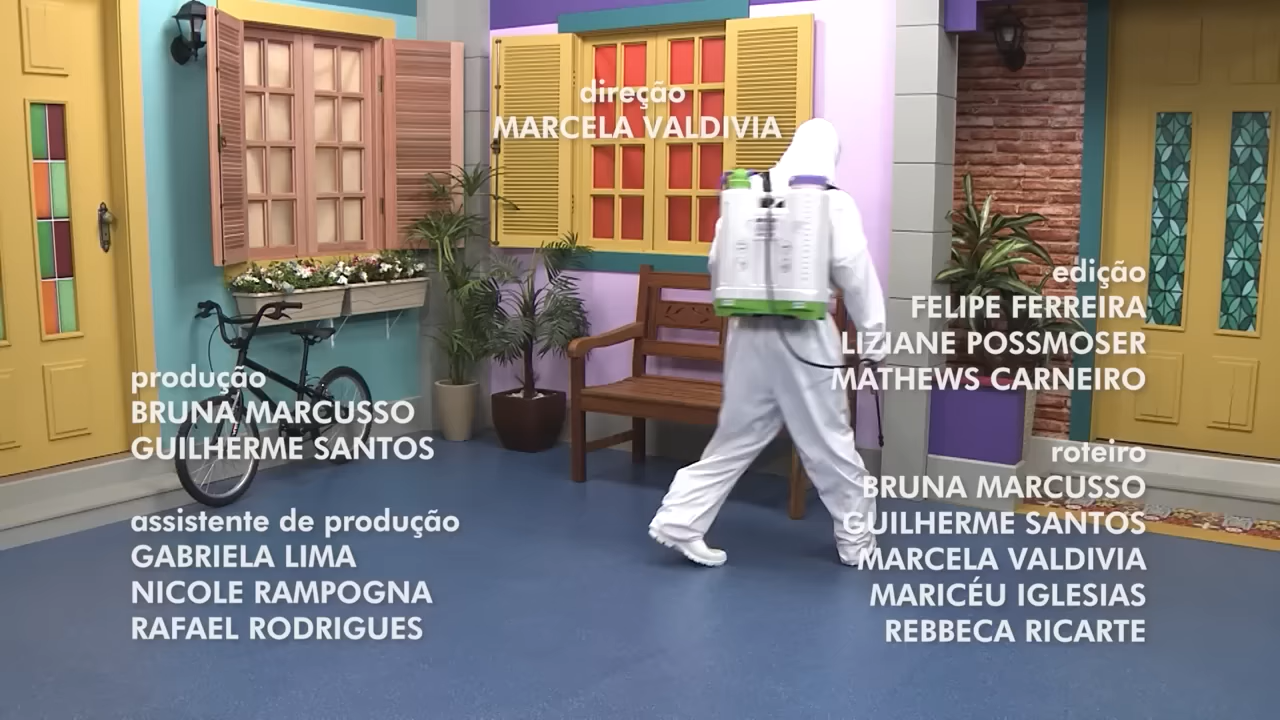 direção
MARCELA VALDIVIA
produção
BRUNA MARCUSSO
GUILHERME SANTOS
assistente de produção
GABRIELA LIMA
NICOLE RAMPOGNA
RAFAEL RODRIGUES
edição
FELIPE FERREIRA
LIZIANE POSSMOSER
MATHEWS CARNEIRO
roteiro
BRUNA MARCUSSO
GUILHERME SANTOS
MARCELA VALDIVIA
MARICÉU IGLESIAS
REBBECA RICARTE